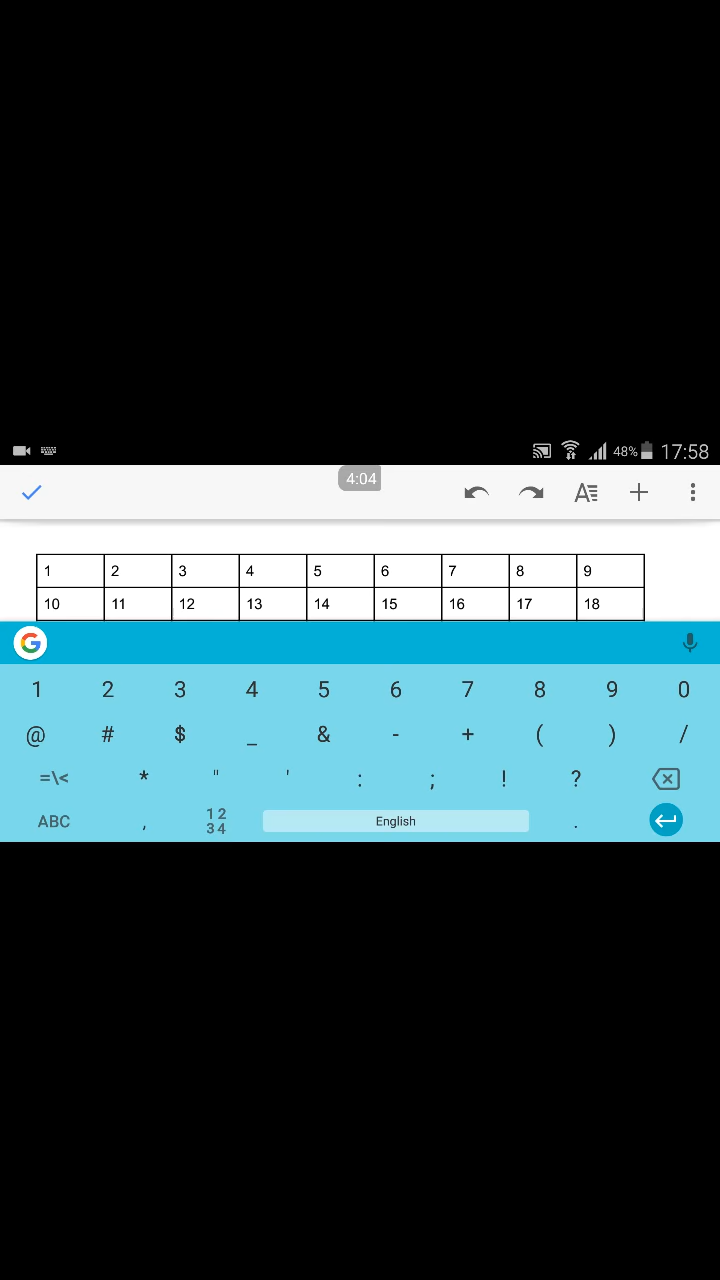 48% 17:58
4:04
1 2 3 4 5 6 7 8 9
10 11 12 13 14 15 16 17 18
G
1 2 3 4 5 6 7 8 9 0
@ # $ _ & - + ( ) /
=\< * " ' : ; ! ?
ABC , 12 34 English .